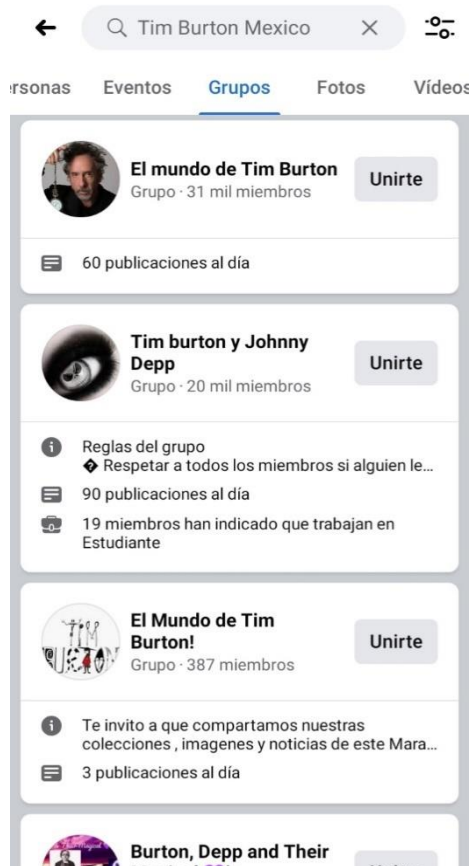 Tim Burton Mexico
ersonas Eventos Grupos Fotos Vídeos
El mundo de Tim Burton
Grupo · 31 mil miembros
Unirte
60 publicaciones al día
Tim burton y Johnny
Depp
Grupo · 20 mil miembros
Unirte
Reglas del grupo
� Respetar a todos los miembros si alguien le...
90 publicaciones al día
19 miembros han indicado que trabajan en
Estudiante
TIM
BURTON
El Mundo de Tim
Burton!
Grupo · 387 miembros
Unirte
Te invito a que compartamos nuestras
colecciones , imagenes y noticias de este Mara...
3 publicaciones al día
Burton, Depp and Their